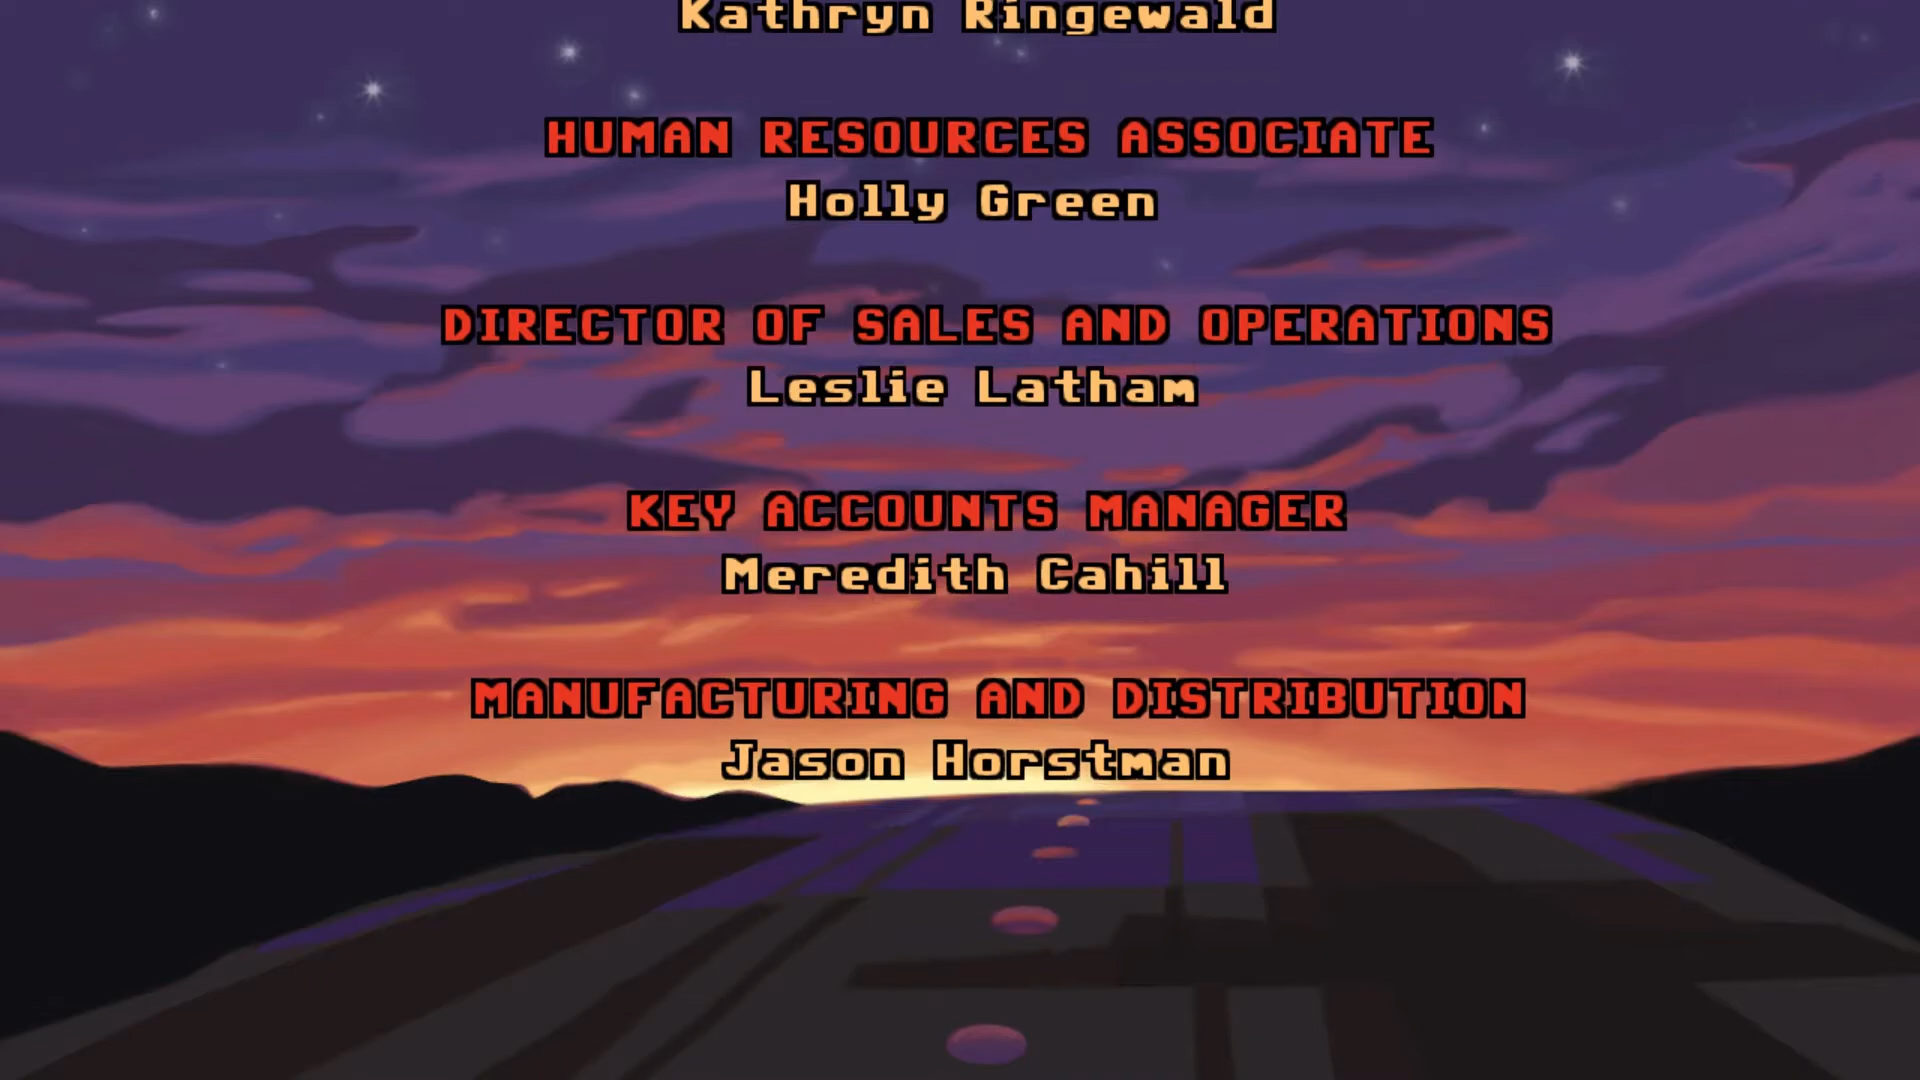 Kathryn Ringewald
HUMAN RESOURCES ASSOCIATE
Holly Green
DIRECTOR OF SALES AND OPERATIONS
Leslie Latham
KEY ACCOUNTS MANAGER
Meredith Cahill
MANUFACTURING AND DISTRIBUTION
Jason Horstman